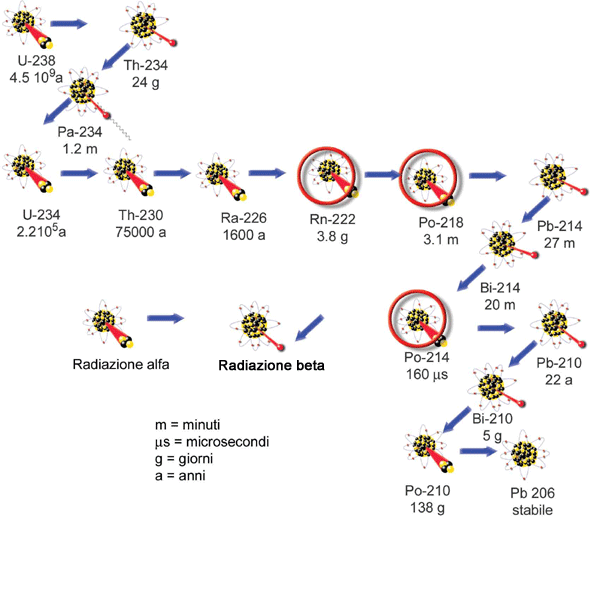 U-238
4.5 10⁹a
Th-234
24 g
Pa-234
1.2 m
U-234
2.210⁵a
Th-230
75000 a
Ra-226
1600 a
Rn-222
3.8 g
Po-218
3.1 m
Pb-214
27 m
Bi-214
20 m
Po-214
160 µs
Pb-210
22 a
Bi-210
5 g
Po-210
138 g
Pb 206
stabile
Radiazione alfa
Radiazione beta
m = minuti
µs = microsecondi
g = giorni
a = anni